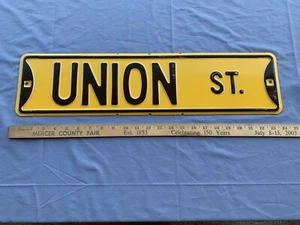 UNION ST.
MERCER COUNTY FAIR Est. 1853 Celebrating 150 Years July 8-13, 2003